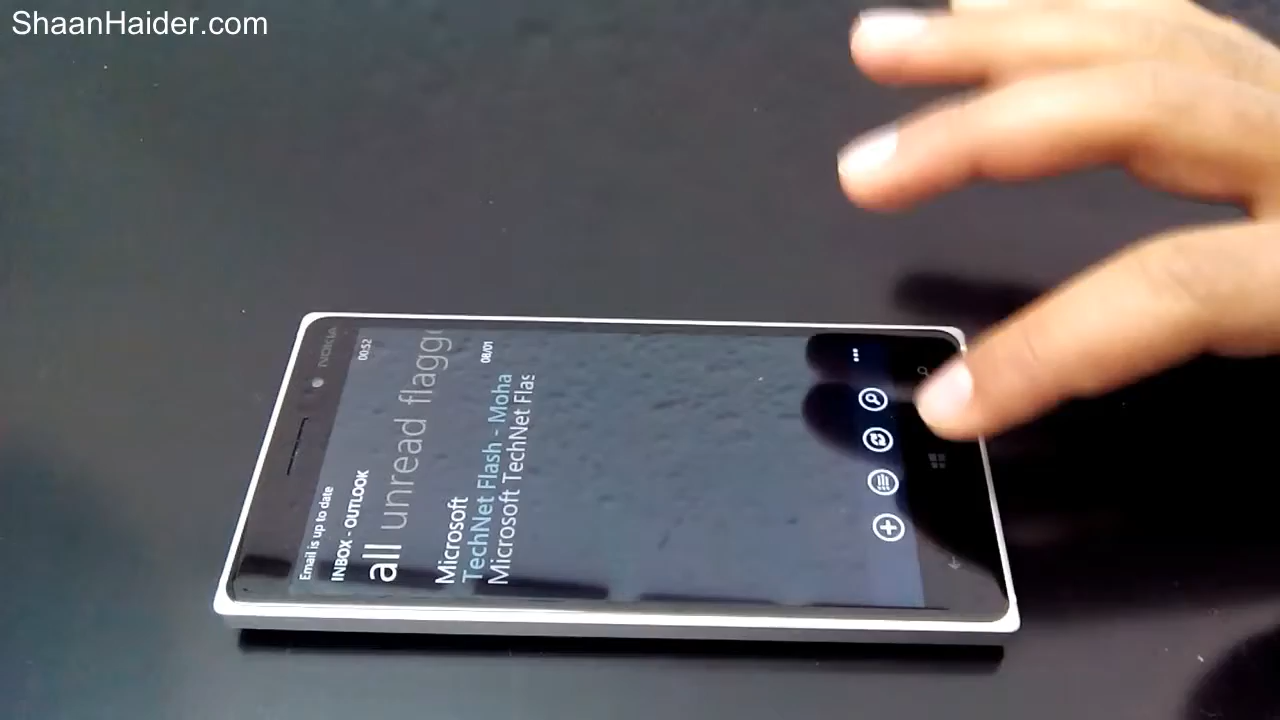 ShaanHaider.com
NOKIA
Email is up to date
00:52
INBOX - OUTLOOK
all unread flagge
Microsoft
08/01
TechNet Flash - Moha
Microsoft TechNet Flas